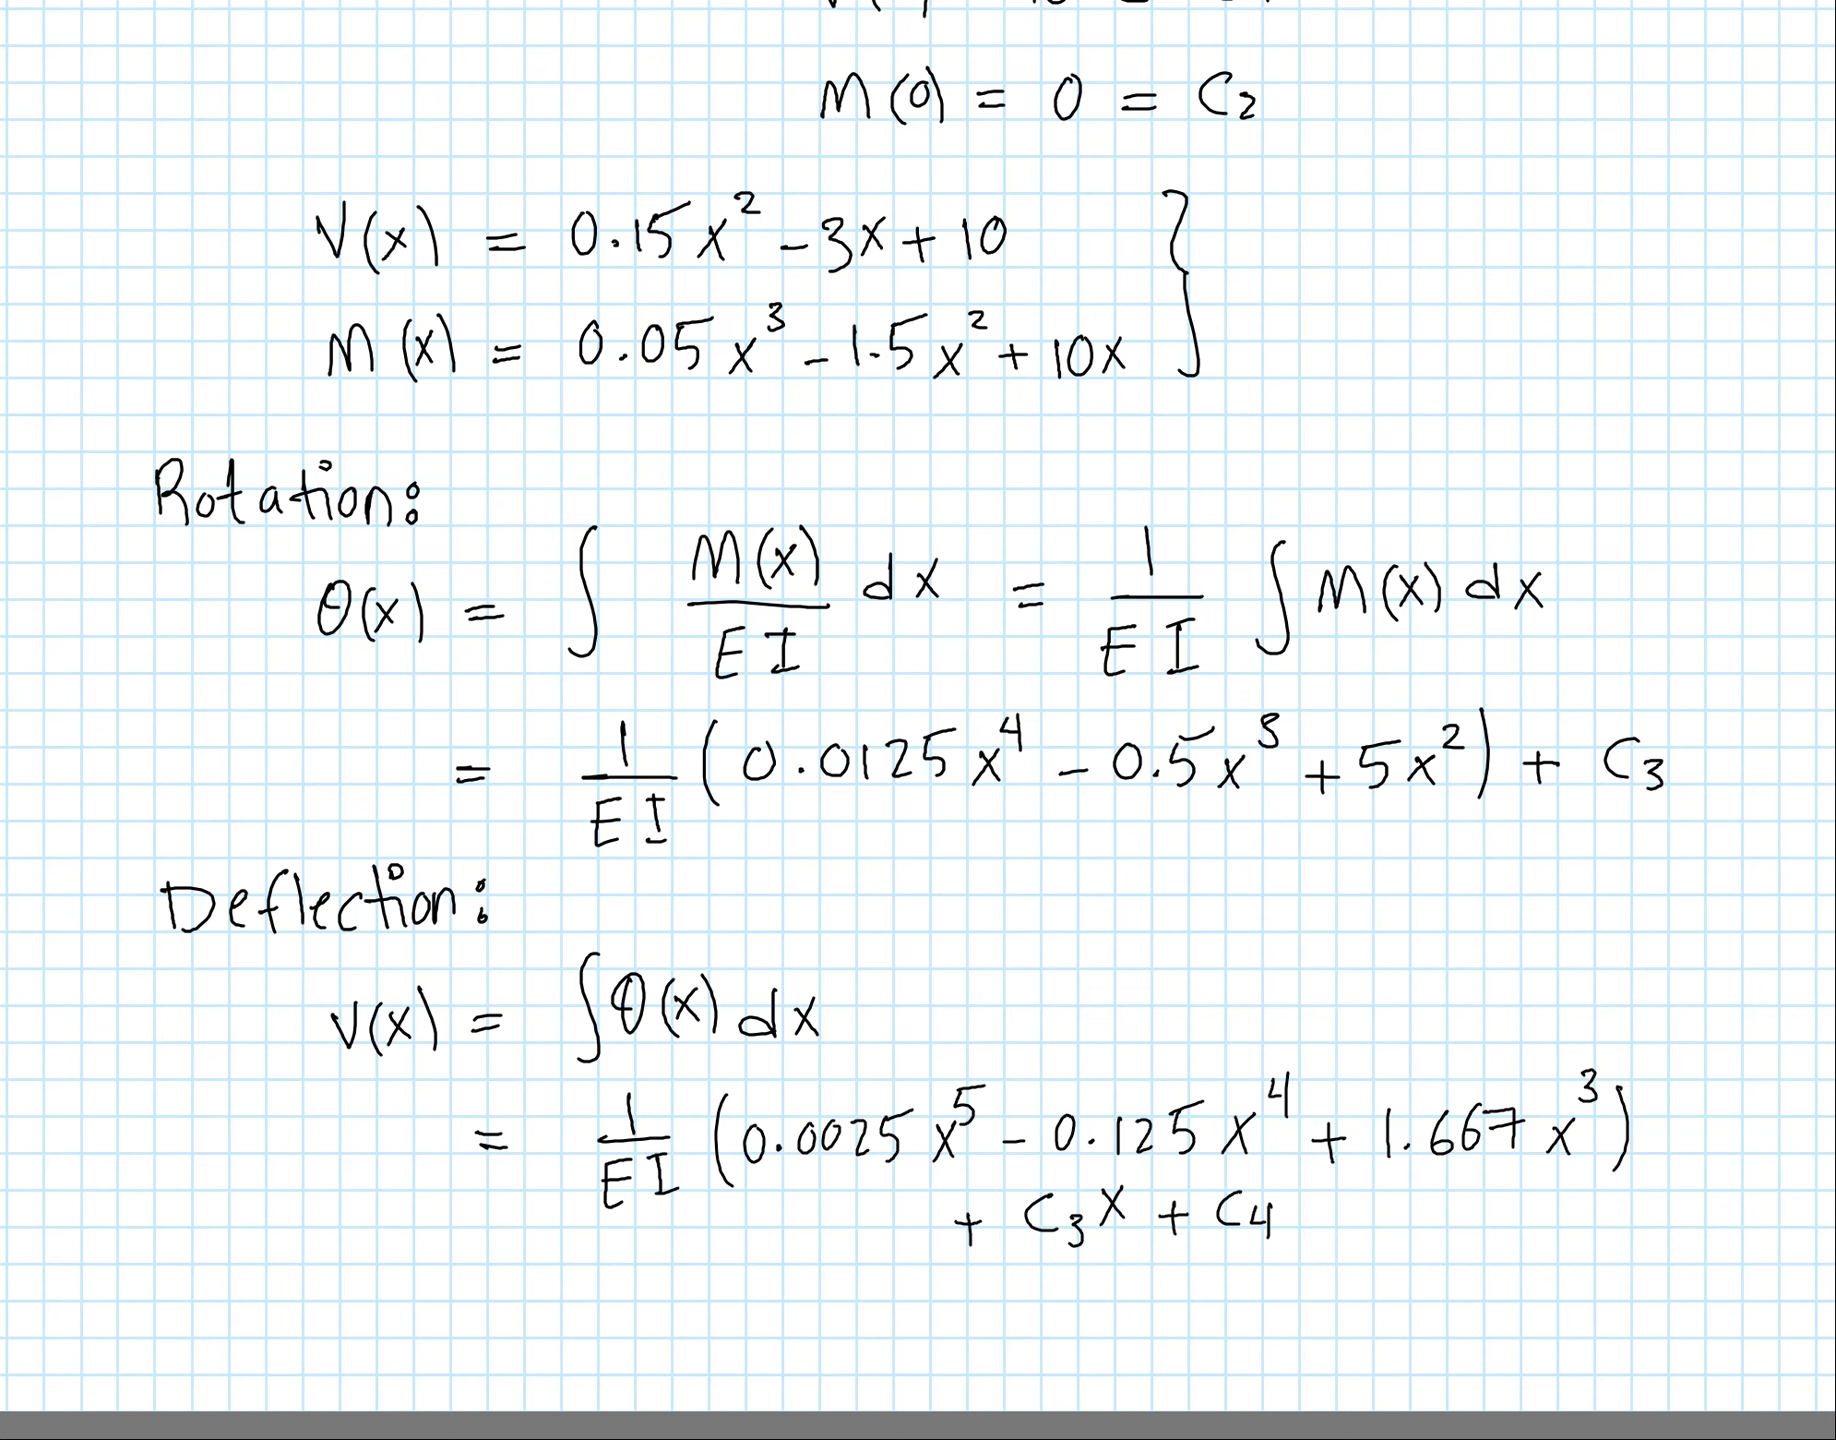 M(0) = 0 = C₂
V(x) = 0.15x² - 3x + 10
M(x) = 0.05x³ - 1.5x² + 10x
Rotation:
θ(x) = ∫ M(x)/EI dx = 1/EI ∫ M(x) dx
= 1/EI (0.0125x⁴ - 0.5x³ + 5x²) + C₃
Deflection:
v(x) = ∫θ(x) dx
= 1/EI (0.0025x⁵ - 0.125x⁴ + 1.667x³)
+ C₃x + C₄